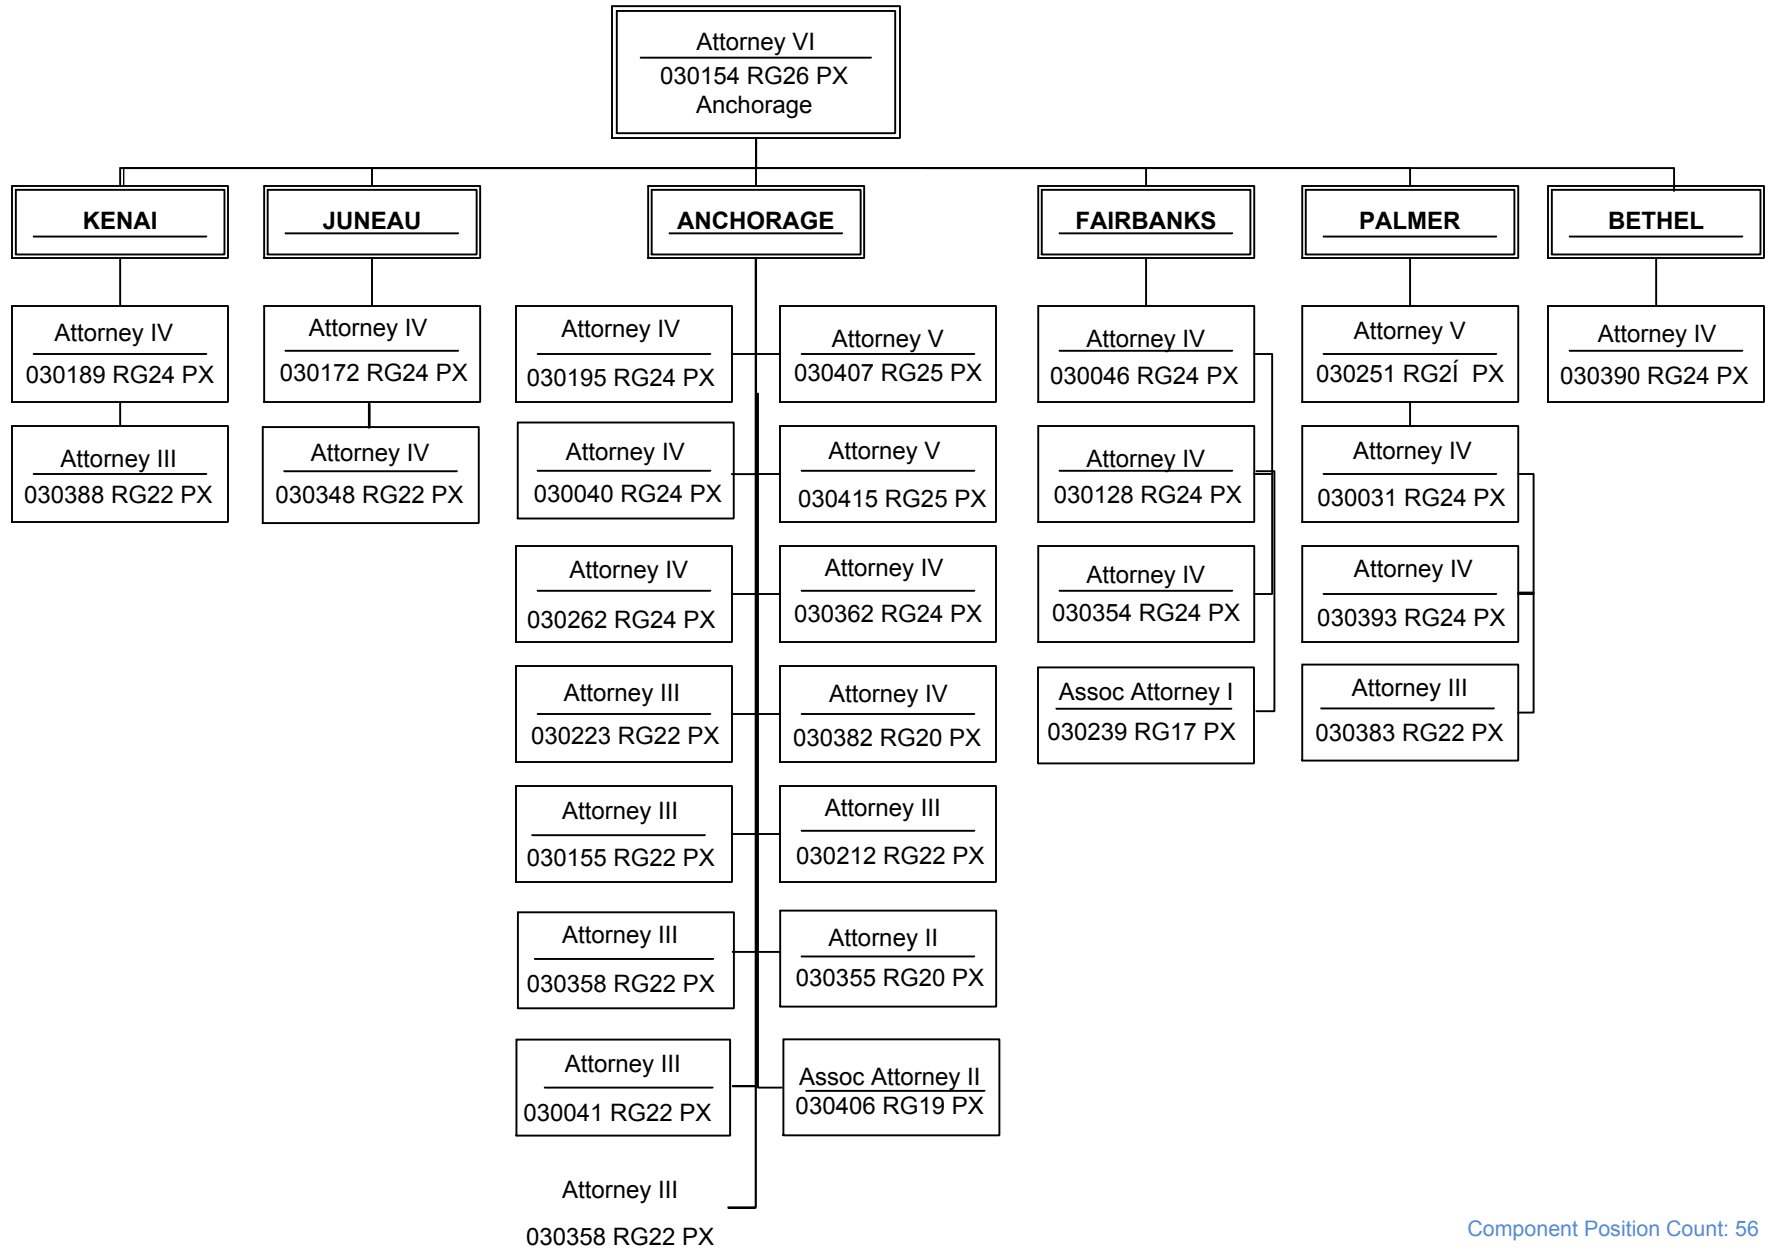 Attorney VI
030154 RG26 PX
Anchorage
KENAI
JUNEAU
ANCHORAGE
FAIRBANKS
PALMER
BETHEL
Attorney IV
030189 RG24 PX
Attorney III
030388 RG22 PX
Attorney IV
030172 RG24 PX
Attorney IV
030348 RG22 PX
Attorney IV
030195 RG24 PX
Attorney IV
030040 RG24 PX
Attorney IV
030262 RG24 PX
Attorney III
030223 RG22 PX
Attorney III
030155 RG22 PX
Attorney III
030358 RG22 PX
Attorney III
030041 RG22 PX
Attorney III
030358 RG22 PX
Attorney V
030407 RG25 PX
Attorney V
030415 RG25 PX
Attorney IV
030362 RG24 PX
Attorney IV
030382 RG20 PX
Attorney III
030212 RG22 PX
Attorney II
030355 RG20 PX
Assoc Attorney II
030406 RG19 PX
Attorney IV
030046 RG24 PX
Attorney IV
030128 RG24 PX
Attorney IV
030354 RG24 PX
Assoc Attorney I
030239 RG17 PX
Attorney V
030251 RG2Í PX
Attorney IV
030031 RG24 PX
Attorney IV
030393 RG24 PX
Attorney III
030383 RG22 PX
Attorney IV
030390 RG24 PX
Component Position Count: 56